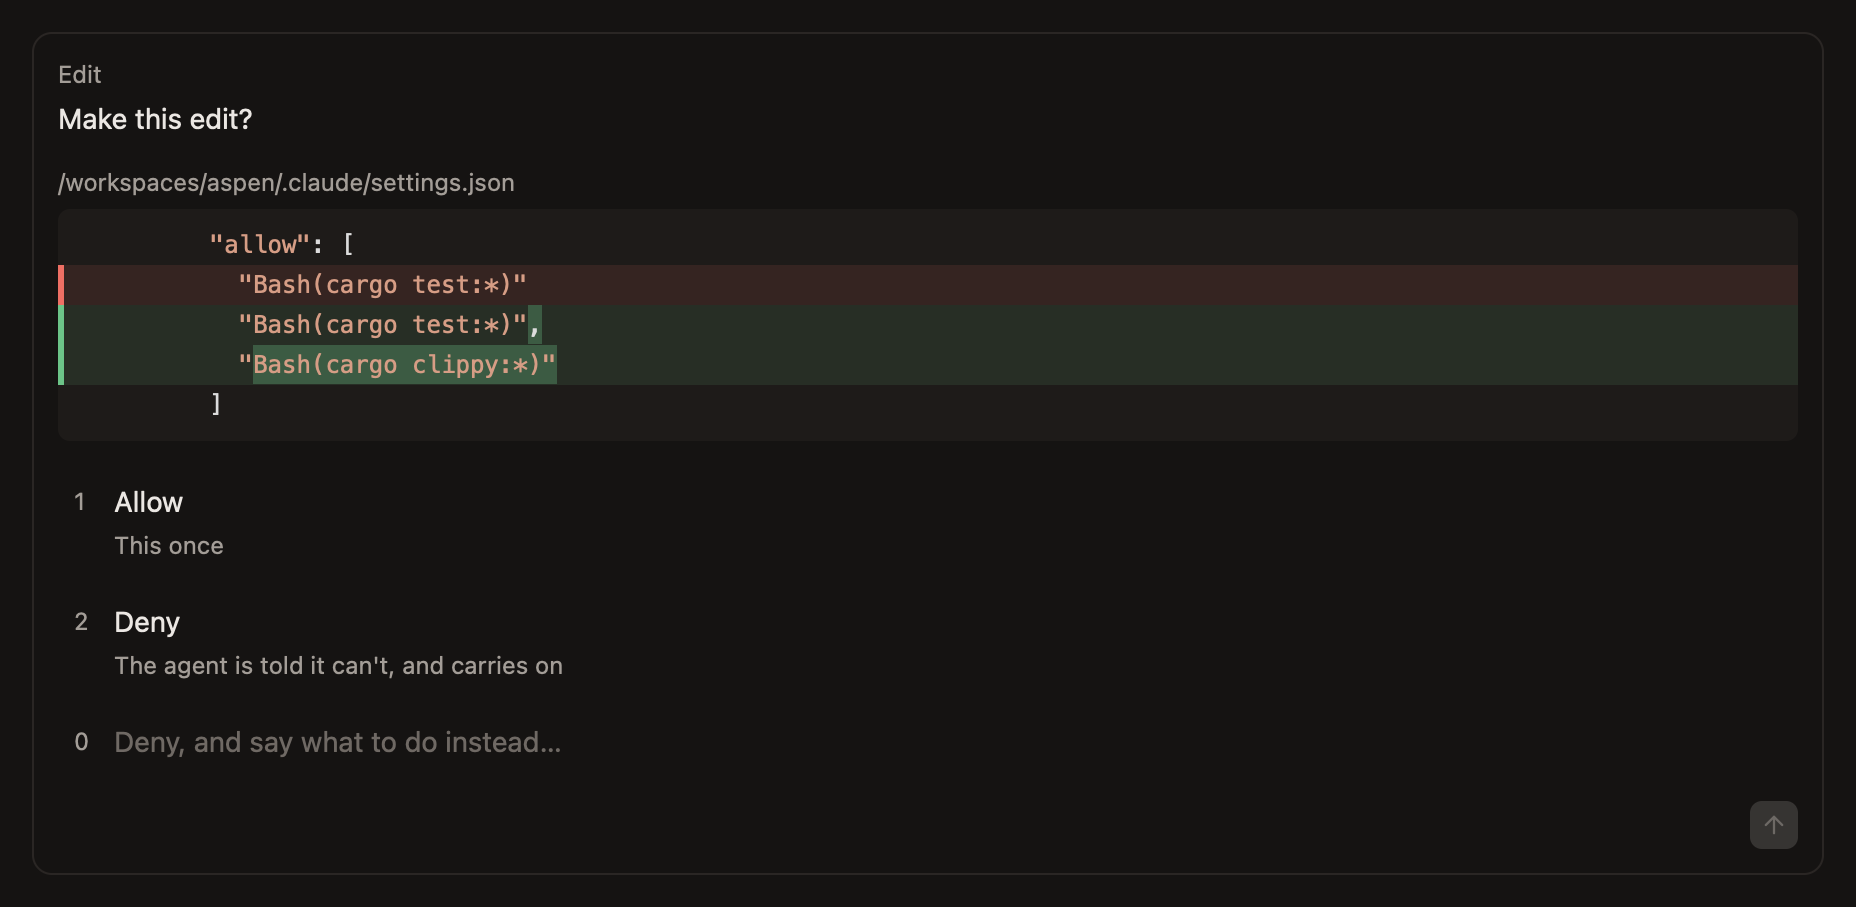 Edit
Make this edit?
/workspaces/aspen/.claude/settings.json
"allow": [
"Bash(cargo test:*)"
"Bash(cargo test:*)",
"Bash(cargo clippy:*)"
]
1 Allow
This once
2 Deny
The agent is told it can't, and carries on
0 Deny, and say what to do instead...